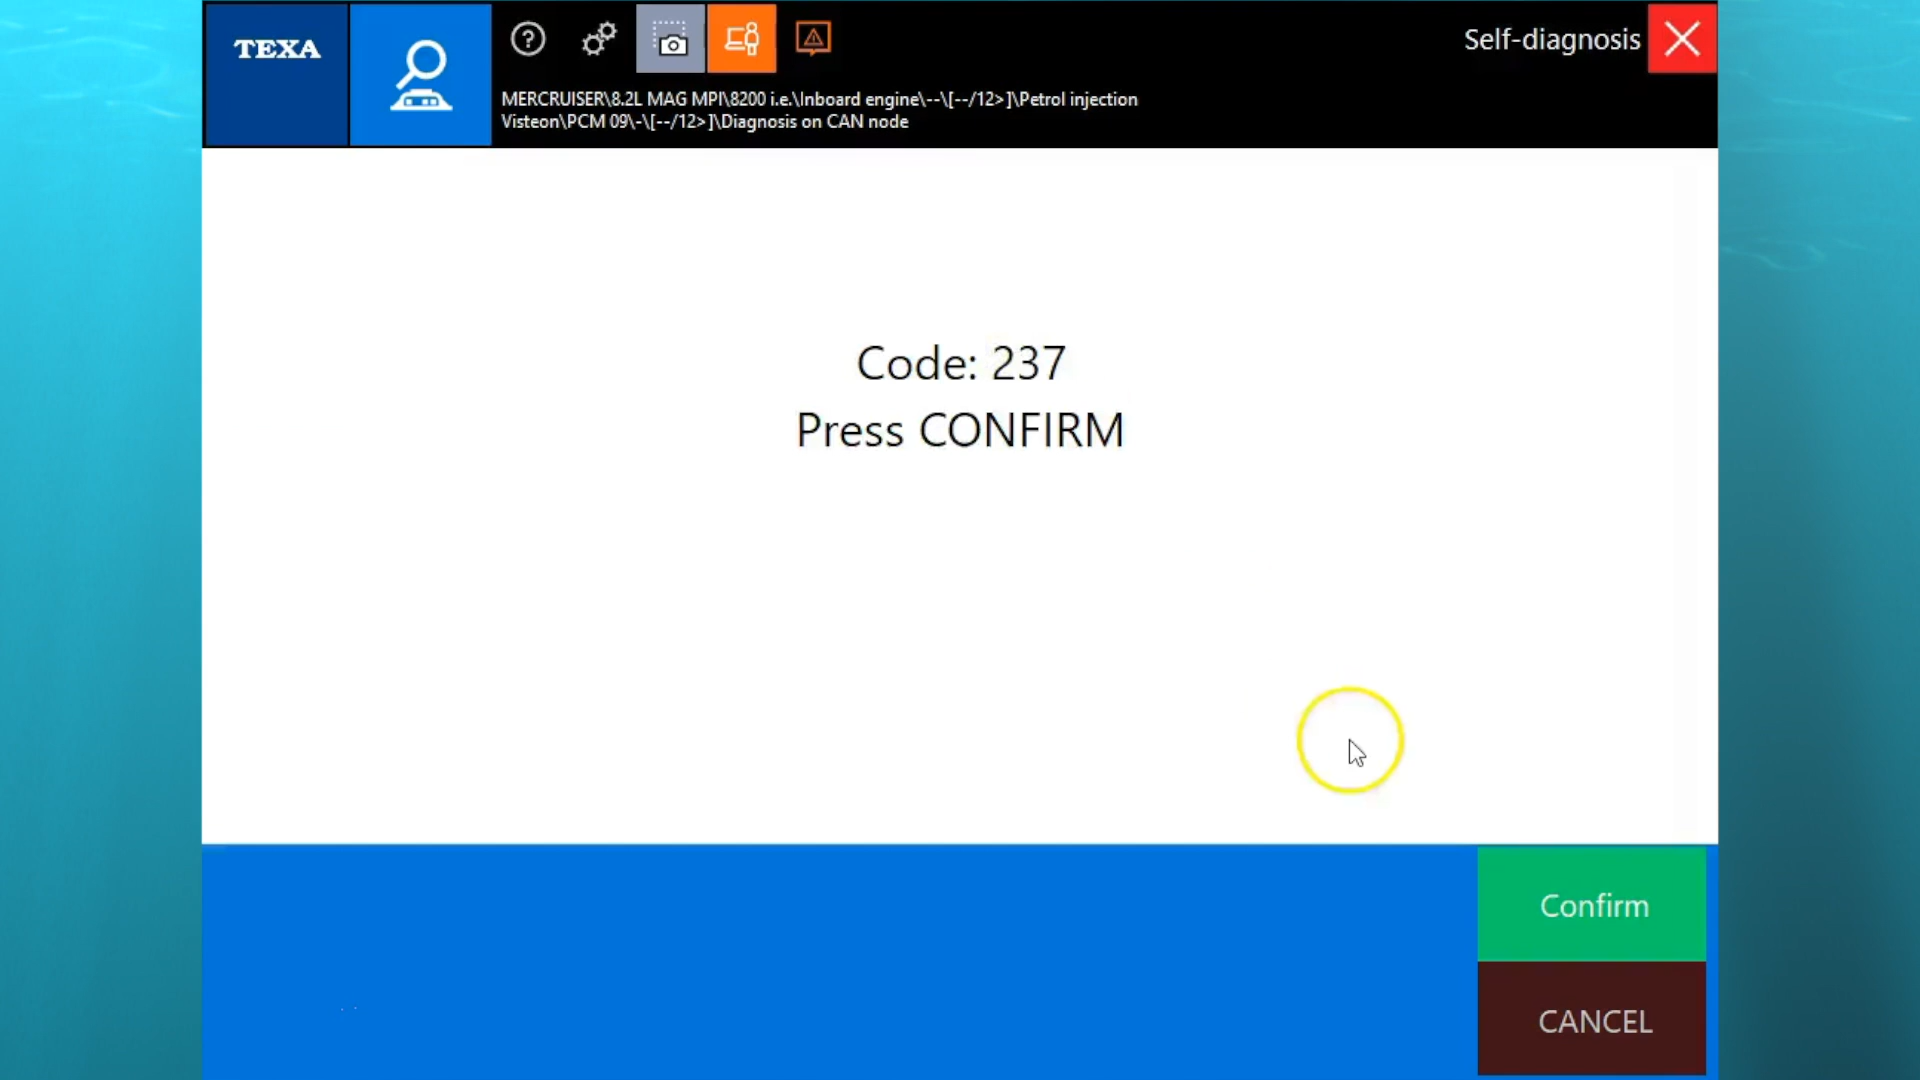 TEXA
Self-diagnosis
MERCRUISER\8.2L MAG MPI\8200 i.e.\Inboard engine\--\[--/12>]\Petrol injection
Visteon\PCM 09\-\[--/12>]\Diagnosis on CAN node
Code: 237
Press CONFIRM
Confirm
CANCEL